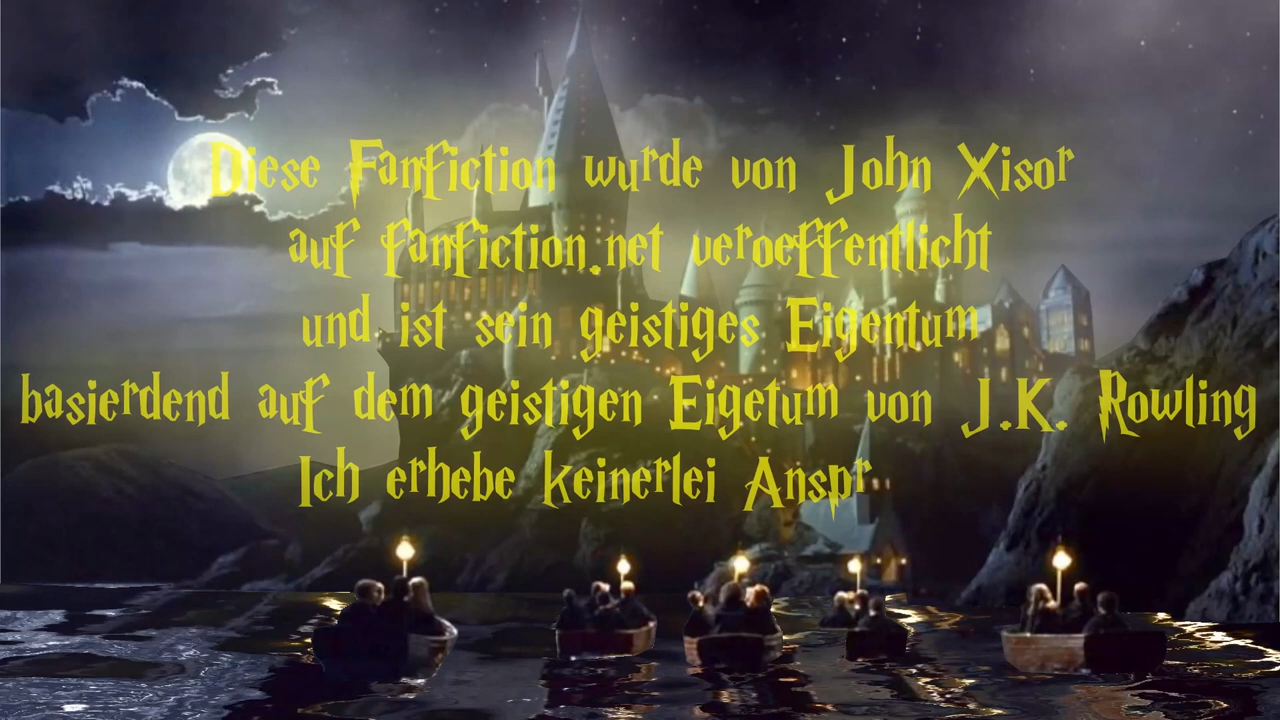 Diese Fanfiction wurde von John Xisor
auf fanfiction.net veroeffentlicht
und ist sein geistiges Eigentum
basierdend auf dem geistigen Eigetum von J.K. Rowling
Ich erhebe keinerlei Anspr